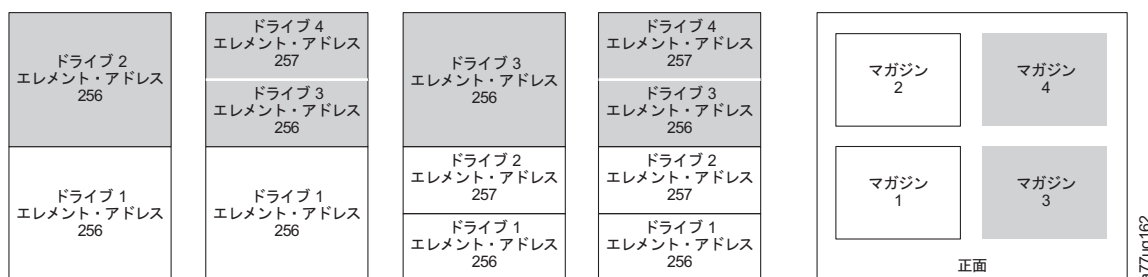 ドライブ 2
エレメント・アドレス
256
ドライブ 1
エレメント・アドレス
256
ドライブ 4
エレメント・アドレス
257
ドライブ 3
エレメント・アドレス
256
ドライブ 1
エレメント・アドレス
256
ドライブ 3
エレメント・アドレス
256
ドライブ 2
エレメント・アドレス
257
ドライブ 1
エレメント・アドレス
256
ドライブ 4
エレメント・アドレス
257
ドライブ 3
エレメント・アドレス
256
ドライブ 2
エレメント・アドレス
257
ドライブ 1
エレメント・アドレス
256
マガジン
2
マガジン
4
マガジン
1
マガジン
3
正面
a77ug162